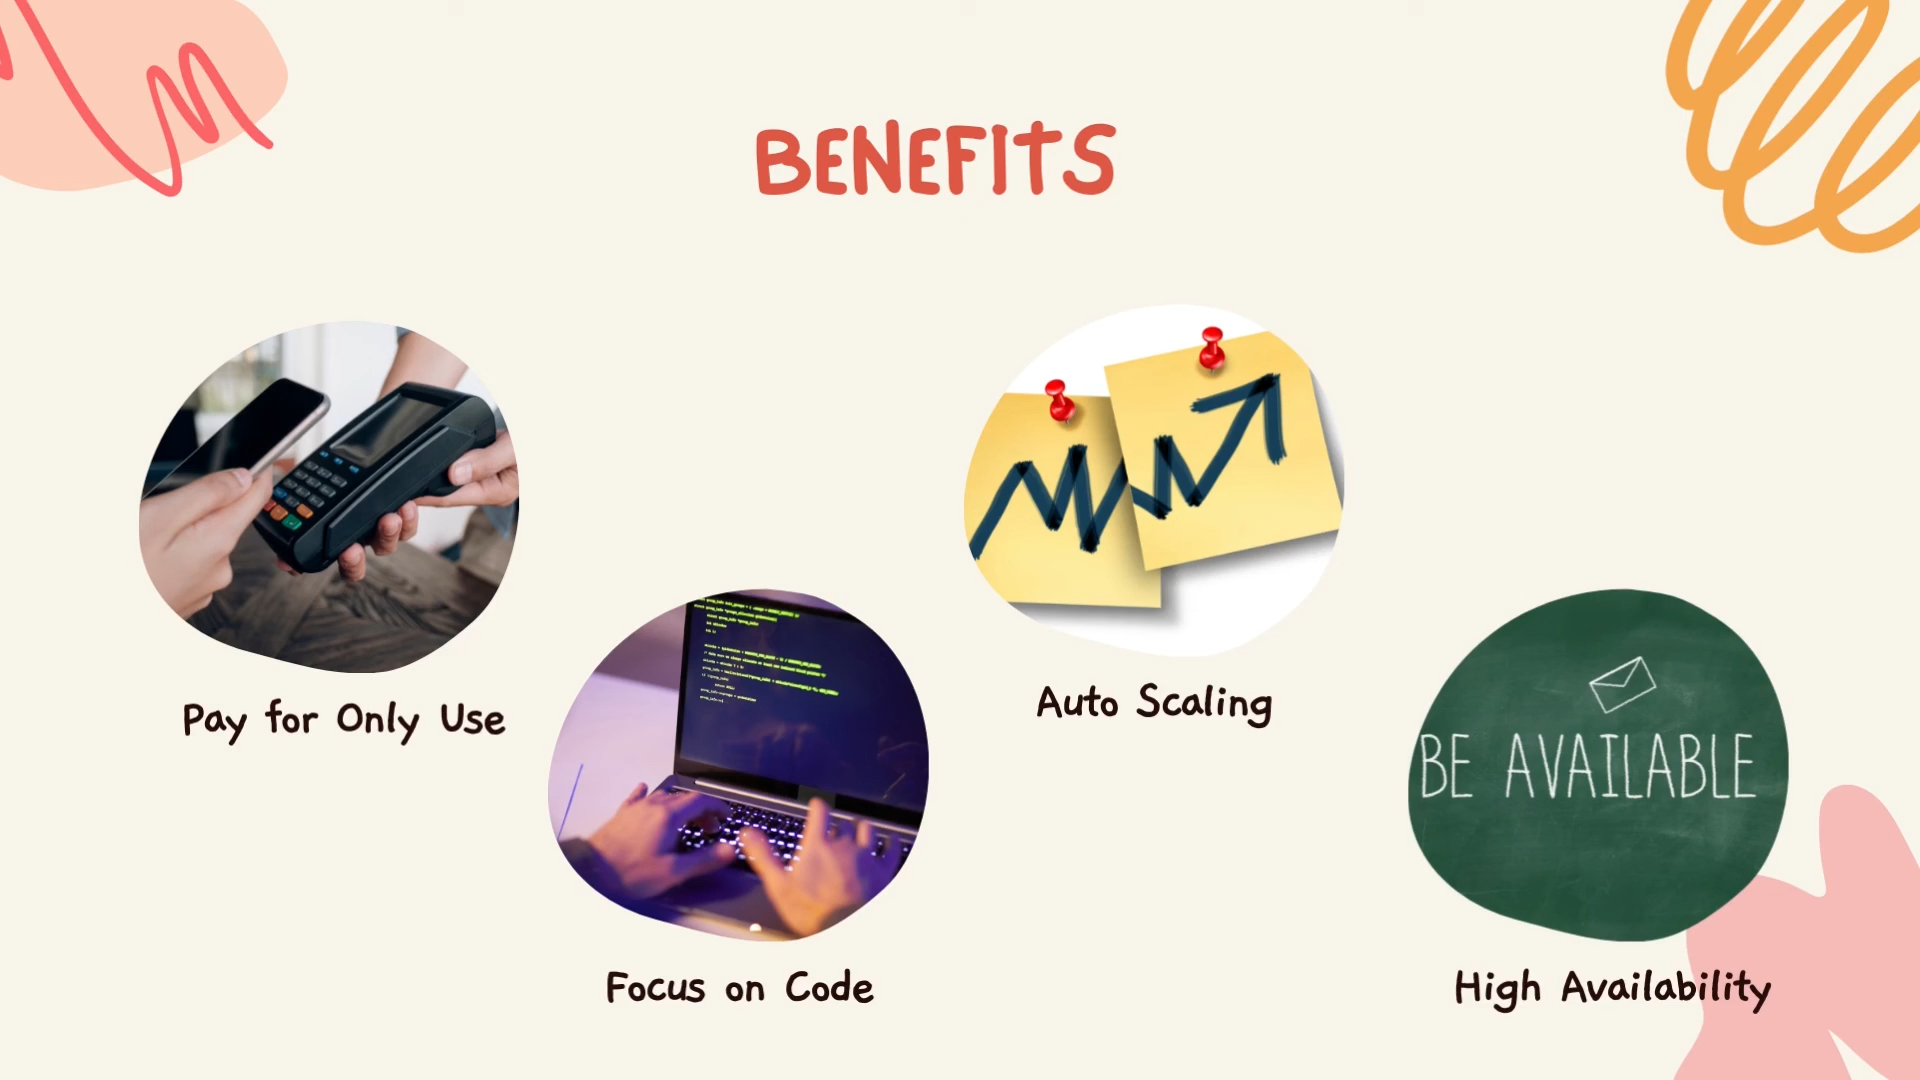 BENEFITS
Pay for Only Use
Focus on Code
Auto Scaling
BE AVAILABLE
High Availability